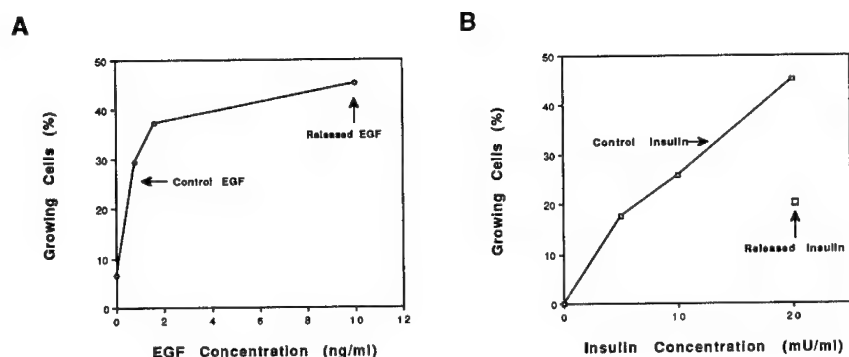 A
50
40
30
20
10
0
Growing Cells (%)
Released EGF
Control EGF
0 2 4 6 8 10 12
EGF Concentration (ng/ml)
B
50
40
30
20
10
0
Growing Cells (%)
Control Insulin
Released Insulin
0 10 20
Insulin Concentration (mU/ml)